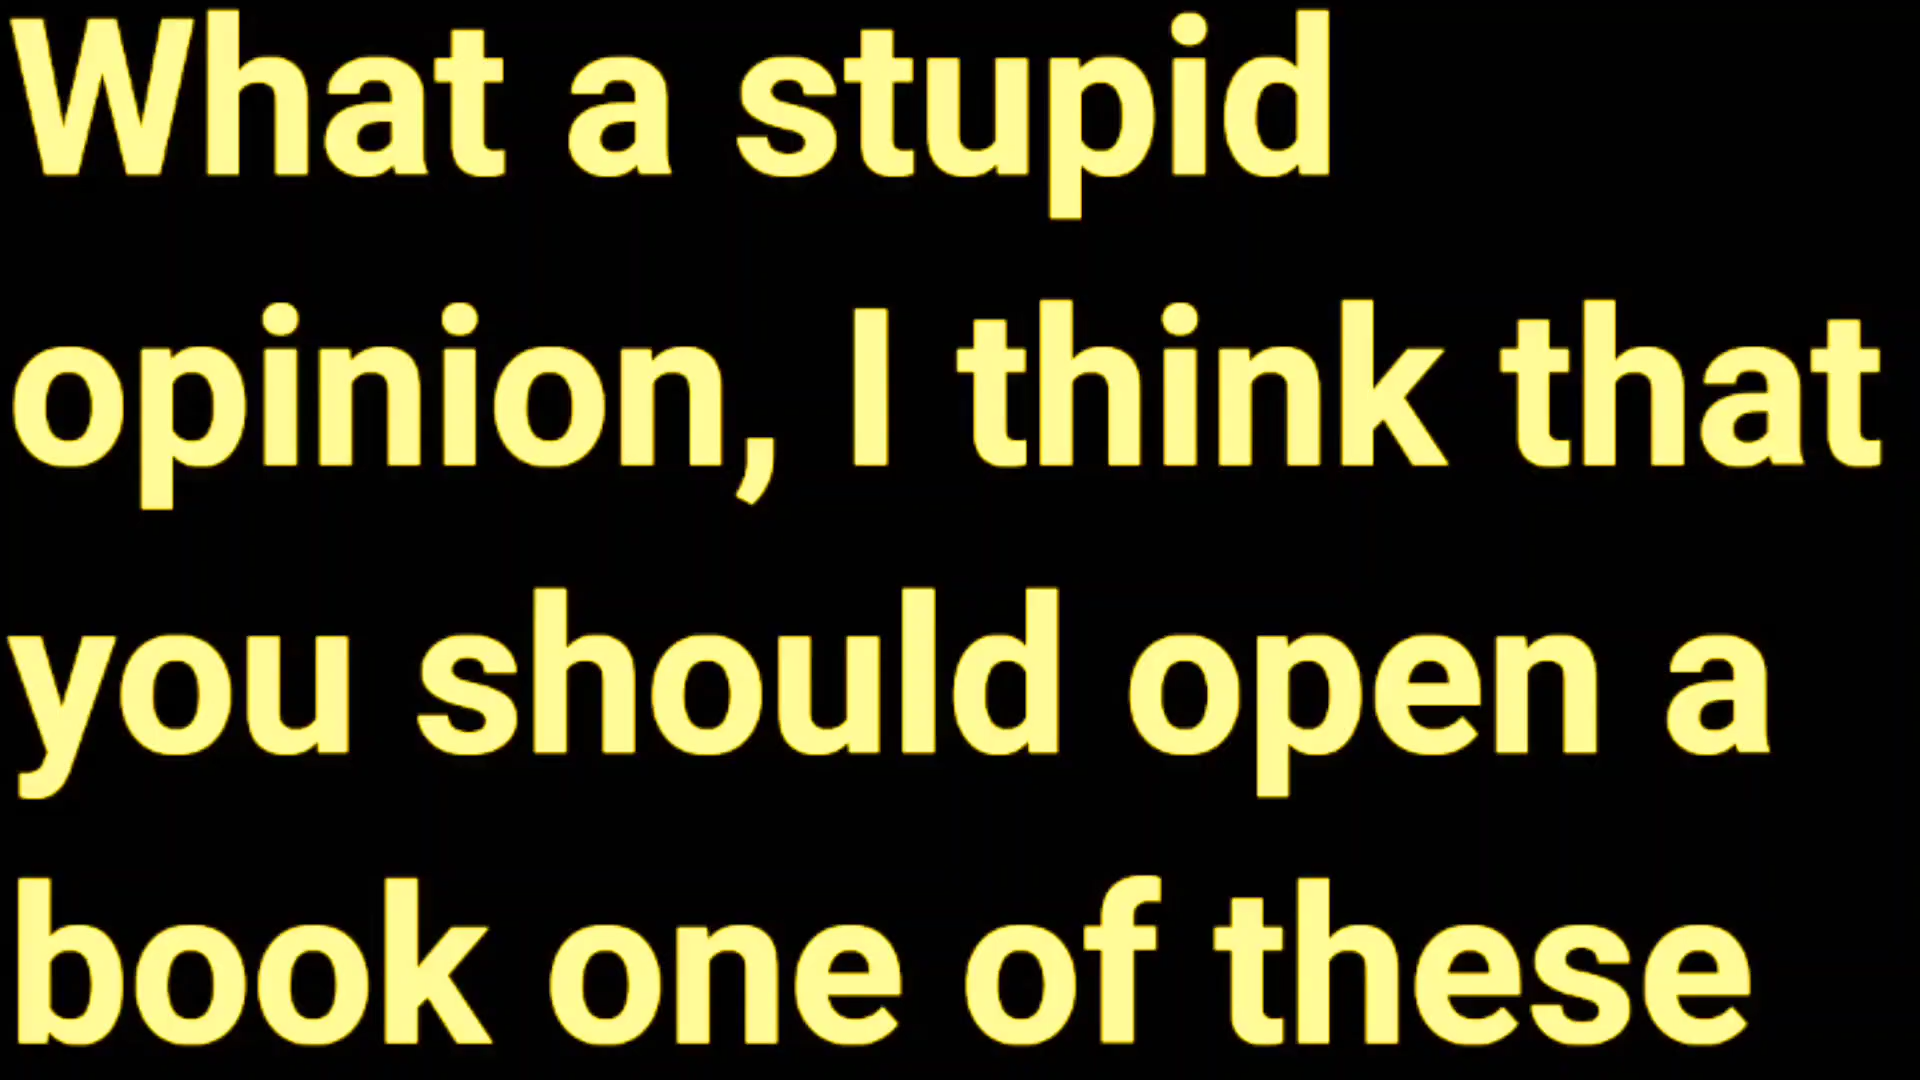 What a stupid
opinion, I think that
you should open a
book one of these